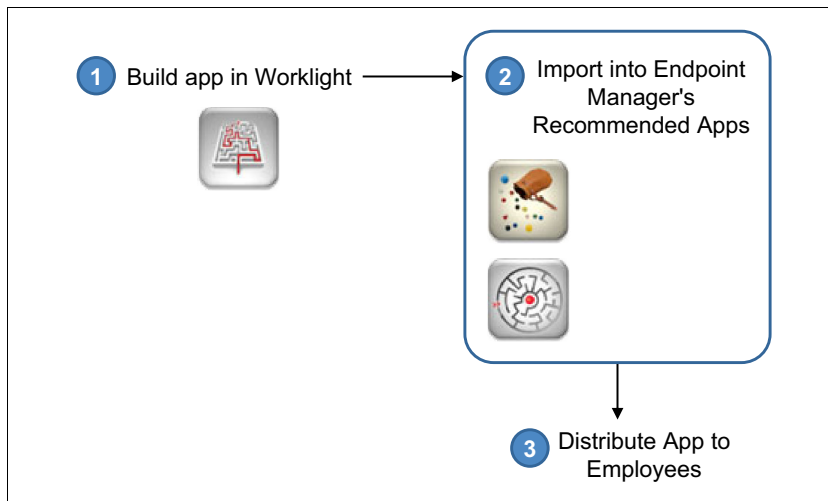 1 Build app in Worklight
2 Import into Endpoint
Manager's
Recommended Apps
3 Distribute App to
Employees